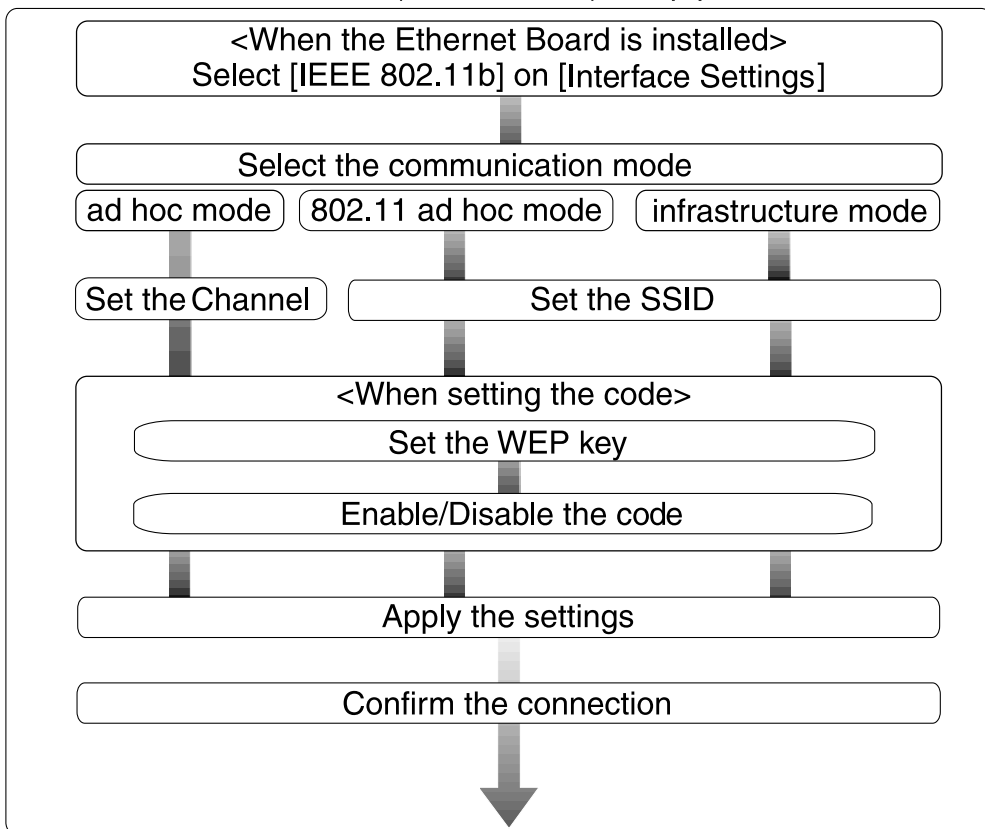 <When the Ethernet Board is installed>
Select [IEEE 802.11b] on [Interface Settings]
Select the communication mode
ad hoc mode
802.11 ad hoc mode
infrastructure mode
Set the Channel
Set the SSID
<When setting the code>
Set the WEP key
Enable/Disable the code
Apply the settings
Confirm the connection